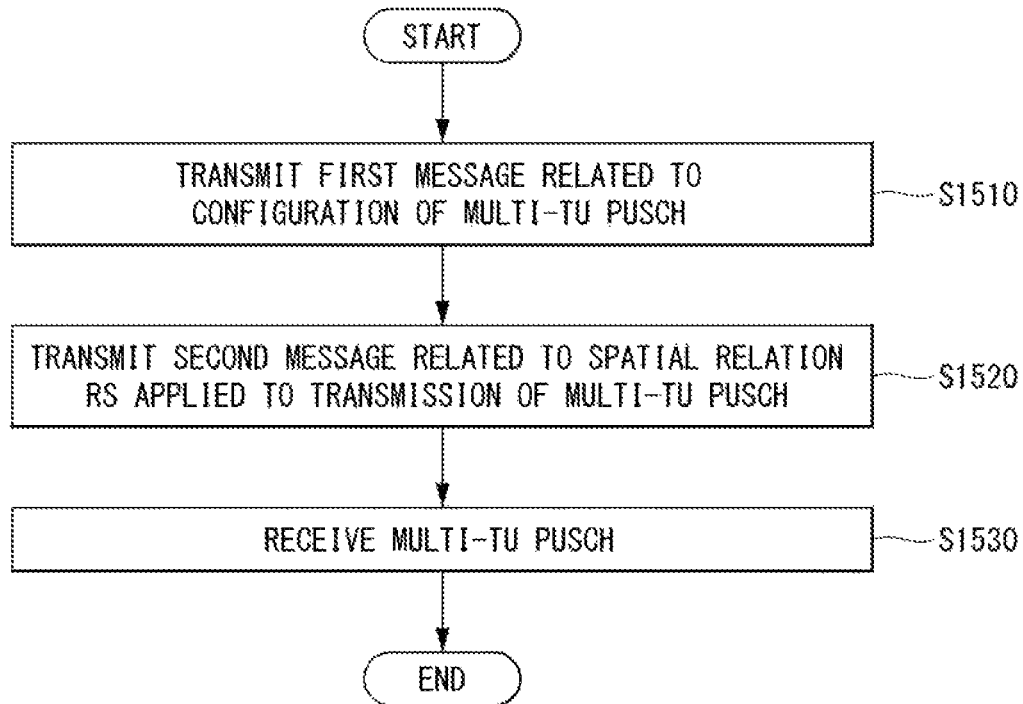 START
TRANSMIT FIRST MESSAGE RELATED TO
CONFIGURATION OF MULTI-TU PUSCH
S1510
TRANSMIT SECOND MESSAGE RELATED TO SPATIAL RELATION
RS APPLIED TO TRANSMISSION OF MULTI-TU PUSCH
S1520
RECEIVE MULTI-TU PUSCH
S1530
END